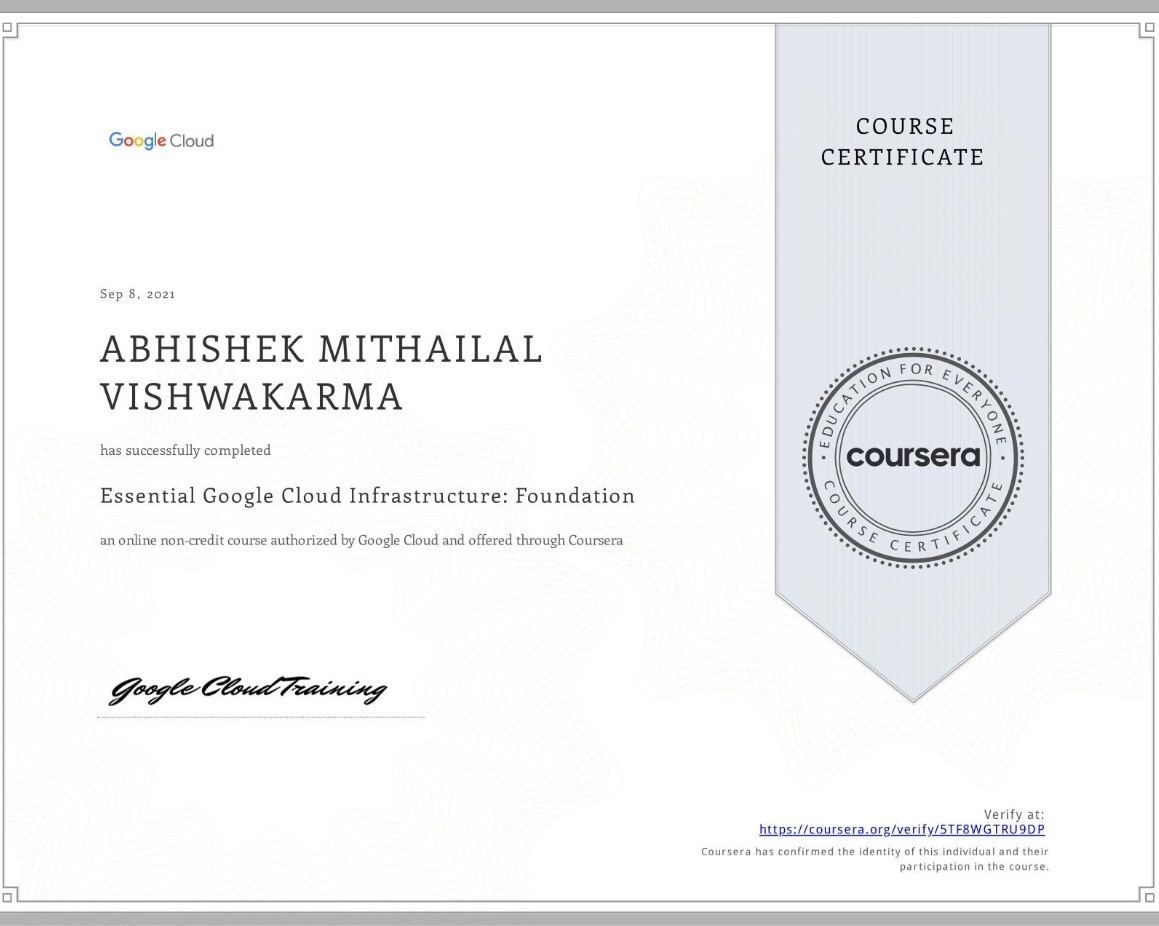 Google Cloud
COURSE
CERTIFICATE
Sep 8, 2021
ABHISHEK MITHAILAL
VISHWAKARMA
has successfully completed
Essential Google Cloud Infrastructure: Foundation
an online non-credit course authorized by Google Cloud and offered through Coursera
EDUCATION FOR EVERYONE
coursera
COURSE CERTIFICATE
Google Cloud Training
Verify at:
https://coursera.org/verify/5TF8WGTRU9DP
Coursera has confirmed the identity of this individual and their
participation in the course.